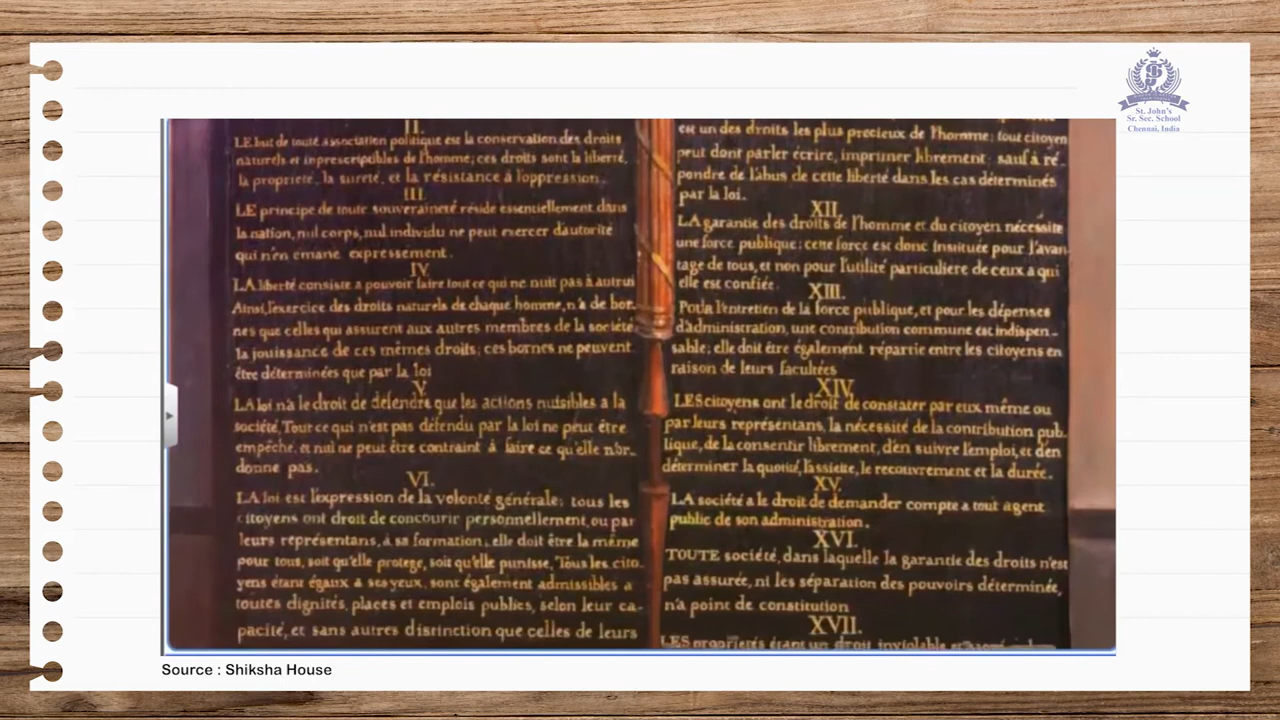 II.
LE but de toute association politique conservation des droits
naturels et inprescriptibles de l'homme; ces droits sont la liberté,
la propriete, la sureté, et la résistance à l'oppression.
III.
LE principe de toute souveraineté réside essentiellement dans
la nation, nul corps, nul individu ne peut exercer d'autorité
qui n'en emane expressement.
IV.
LA liberté consiste a pouvoir faire tout ce qui ne nuit pas à autrui
Ainsi, l'exercice des droits naturels de chaque homme, n'a de bor-
nes que celles qui assurent aux autres membres de la société
la jouissance de ces mêmes droits; ces bornes ne peuvent
être déterminées que par la loi
V.
LA loi n'a le droit de défendre que les actions nuisibles a la
société. Tout ce qui n'est pas défendu par la loi ne peut être
empêché, et nul ne peut être contraint à faire ce qu'elle n'or-
donne pas.
VI.
LA loi est l'expression de la volonté générale; tous les
citoyens ont droit de concourir personnellement, ou par
leurs représentans, à sa formation; elle doit être la même
pour tous, soit qu'elle protege, soit qu'elle punisse. Tous les cito-
yens étant égaux à ses yeux, sont également admissibles a
toutes dignités, places et emplois publics, selon leur ca-
pacité, et sans autres distinction que celles de leurs
est un des droits les plus precieux de l'homme; tout citoyen
peut dont parler écrire, imprimer librement; sauf à ré-
pondre de l'abus de cette liberté dans les cas déterminés
par la loi.
XII.
LA garantie des droits de l'homme et du citoyen nécessite
une force publique; cette force est donc instituée pour l'avan-
tage de tous, et non pour l'utilité particuliere de ceux a qui
elle est confiée
XIII.
Pour l'entretien de la force publique, et pour les dépenses
d'administration, une contribution commune est indispen-
sable; elle doit être également répartie entre les citoyens en
raison de leurs facultées
XIV.
LES citoyens ont le droit de constater par eux même ou
par leurs représentans, la nécessité de la contribution pub-
lique, de la consentir librement, d'en suivre l'emploi, et d'en
déterminer la quotité, l'assiette, le recouvrement et la durée.
XV.
LA société a le droit de demander compte a tout agent
public de son administration.
XVI.
TOUTE société, dans laquelle la garantie des droits n'est
pas assurée, ni les séparation des pouvoirs déterminée,
n'a point de constitution
XVII.
LES proprietés étant un droit inviolable et
St. John's
Sr. Sec. School
Chennai, India
Source : Shiksha House